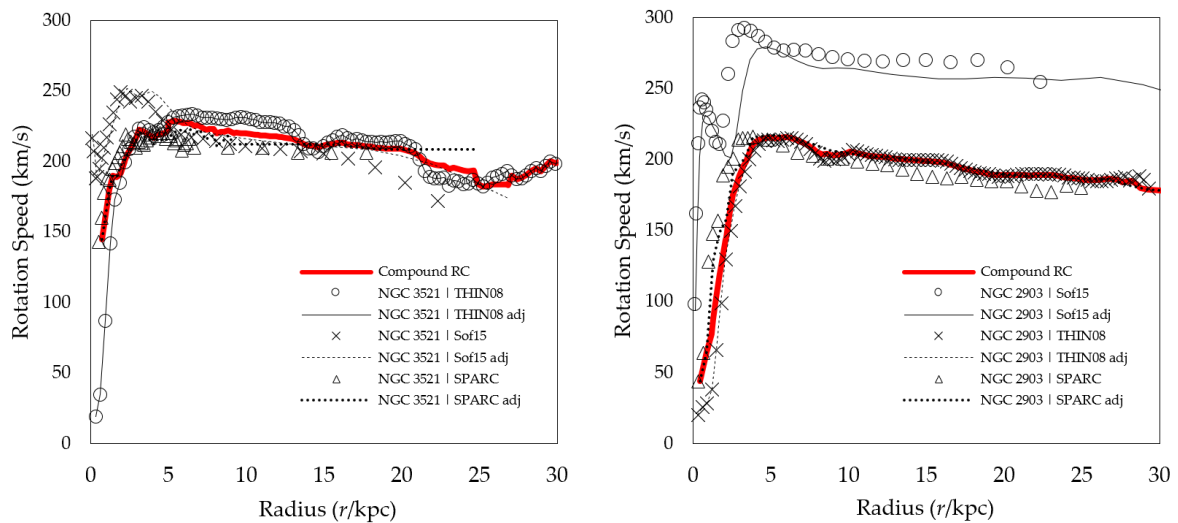 300
250
200
150
100
50
0
Rotation Speed (km/s)
Compound RC
NGC 3521 | THIN08
NGC 3521 | THIN08 adj
NGC 3521 | Sof15
NGC 3521 | Sof15 adj
NGC 3521 | SPARC
NGC 3521 | SPARC adj
0 5 10 15 20 25 30
Radius (r/kpc)
300
250
200
150
100
50
0
Rotation Speed (km/s)
Compound RC
NGC 2903 | Sof15
NGC 2903 | Sof15 adj
NGC 2903 | THIN08
NGC 2903 | THIN08 adj
NGC 2903 | SPARC
NGC 2903 | SPARC adj
0 5 10 15 20 25 30
Radius (r/kpc)